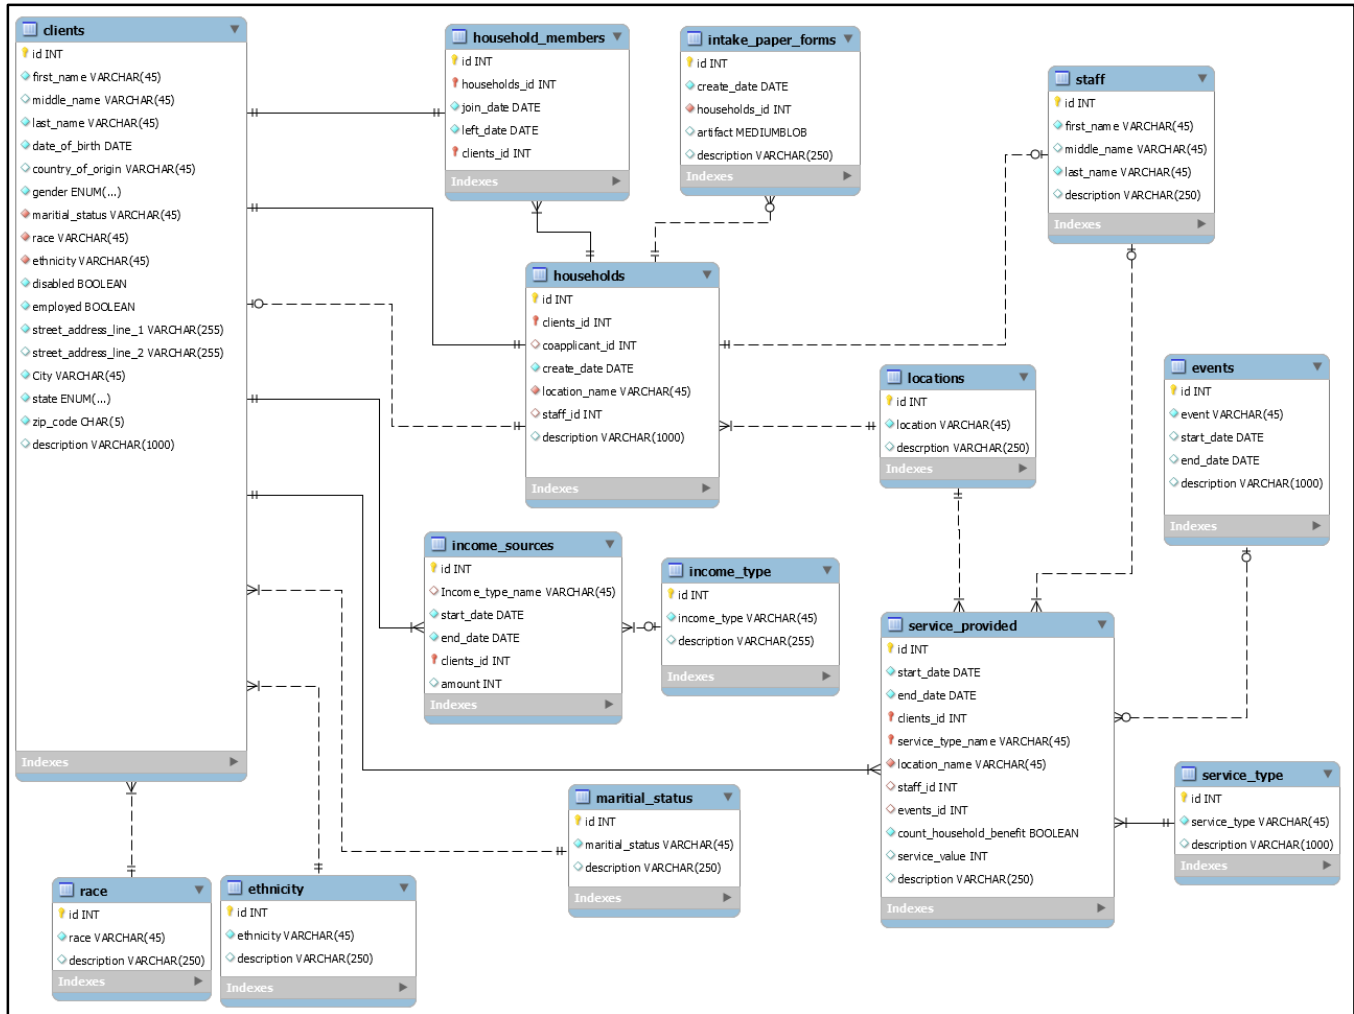 clients
id INT
first_name VARCHAR(45)
middle_name VARCHAR(45)
last_name VARCHAR(45)
date_of_birth DATE
country_of_origin VARCHAR(45)
gender ENUM(...)
maritial_status VARCHAR(45)
race VARCHAR(45)
ethnicity VARCHAR(45)
disabled BOOLEAN
employed BOOLEAN
street_address_line_1 VARCHAR(255)
street_address_line_2 VARCHAR(255)
City VARCHAR(45)
state ENUM(...)
zip_code CHAR(5)
description VARCHAR(1000)
Indexes
household_members
id INT
households_id INT
join_date DATE
left_date DATE
clients_id INT
Indexes
intake_paper_forms
id INT
create_date DATE
households_id INT
artifact MEDIUMBLOB
description VARCHAR(250)
Indexes
staff
id INT
first_name VARCHAR(45)
middle_name VARCHAR(45)
last_name VARCHAR(45)
description VARCHAR(250)
Indexes
households
id INT
clients_id INT
coapplicant_id INT
create_date DATE
location_name VARCHAR(45)
staff_id INT
description VARCHAR(1000)
Indexes
locations
id INT
location VARCHAR(45)
descrption VARCHAR(250)
Indexes
events
id INT
event VARCHAR(45)
start_date DATE
end_date DATE
description VARCHAR(1000)
Indexes
income_sources
id INT
Income_type_name VARCHAR(45)
start_date DATE
end_date DATE
clients_id INT
amount INT
Indexes
income_type
id INT
income_type VARCHAR(45)
description VARCHAR(255)
Indexes
service_provided
id INT
start_date DATE
end_date DATE
clients_id INT
service_type_name VARCHAR(45)
location_name VARCHAR(45)
staff_id INT
events_id INT
count_household_benefit BOOLEAN
service_value INT
description VARCHAR(250)
Indexes
service_type
id INT
service_type VARCHAR(45)
description VARCHAR(1000)
Indexes
maritial_status
id INT
maritial_status VARCHAR(45)
description VARCHAR(250)
Indexes
race
id INT
race VARCHAR(45)
description VARCHAR(250)
Indexes
ethnicity
id INT
ethnicity VARCHAR(45)
description VARCHAR(250)
Indexes